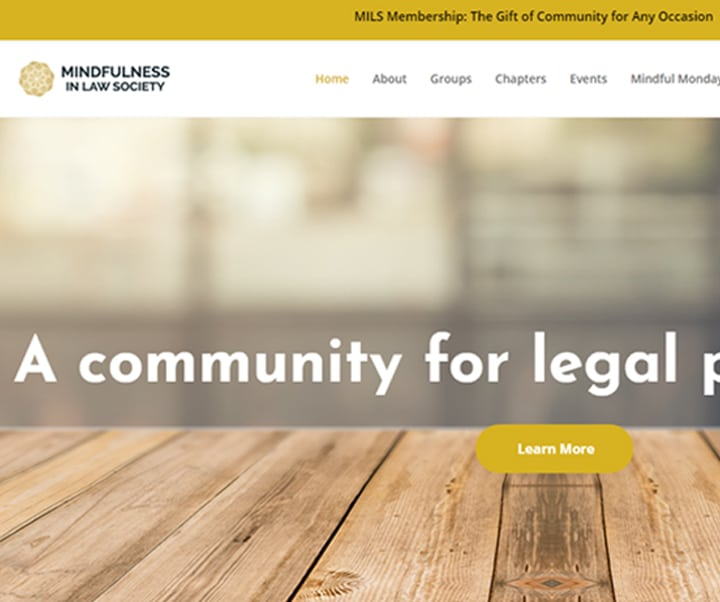 MILS Membership: The Gift of Community for Any Occasion
MINDFULNESS
IN LAW SOCIETY
Home About Groups Chapters Events Mindful Monday
A community for legal p
Learn More